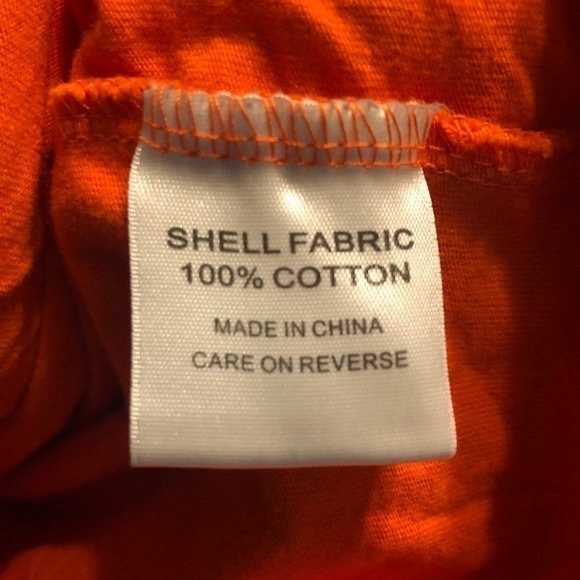 SHELL FABRIC
100% COTTON
MADE IN CHINA
CARE ON REVERSE